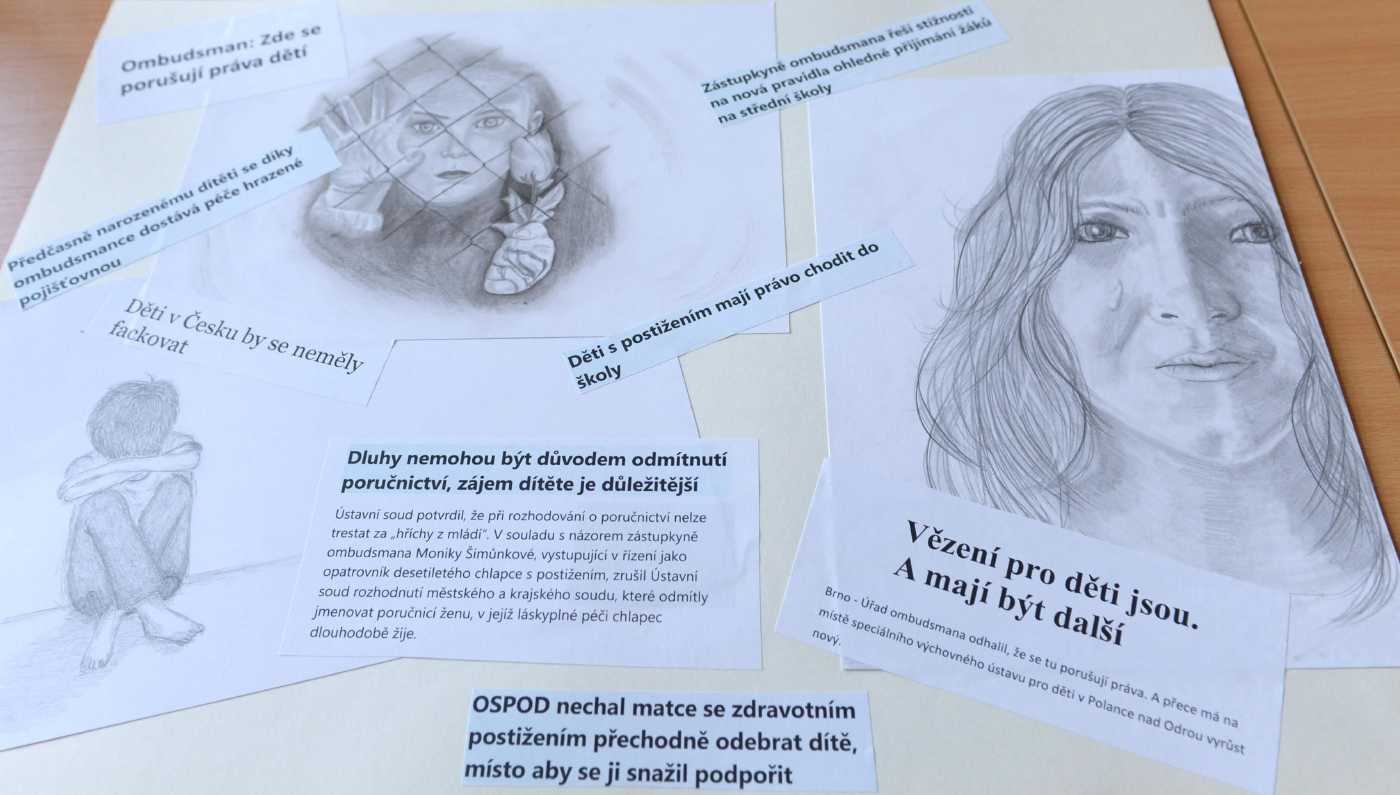 Ombudsman: Zde se
porušují práva dětí
Zástupkyně ombudsmana řeší stížnosti
na nová pravidla ohledně přijímání žáků
na střední školy
Předčasně narozenému dítěti se díky
ombudsmance dostává péče hrazené
pojišťovnou
Děti v Česku by se neměly
fackovat
Děti s postižením mají právo chodit do
školy
Dluhy nemohou být důvodem odmítnutí
poručnictví, zájem dítěte je důležitější
Ústavní soud potvrdil, že při rozhodování o poručnictví nelze
trestat za „hříchy z mládí“. V souladu s názorem zástupkyně
ombudsmana Moniky Šimůnkové, vystupující v řízení jako
opatrovník desetiletého chlapce s postižením, zrušil Ústavní
soud rozhodnutí městského a krajského soudu, které odmítly
jmenovat poručnicí ženu, v jejíž láskyplné péči chlapec
dlouhodobě žije.
Vězení pro děti jsou.
A mají být další
Brno - Úřad ombudsmana odhalil, že se tu porušují práva. A přece má na
místě speciálního výchovného ústavu pro děti v Polance nad Odrou vyrůst
nový.
OSPOD nechal matce se zdravotním
postižením přechodně odebrat dítě,
místo aby se ji snažil podpořit